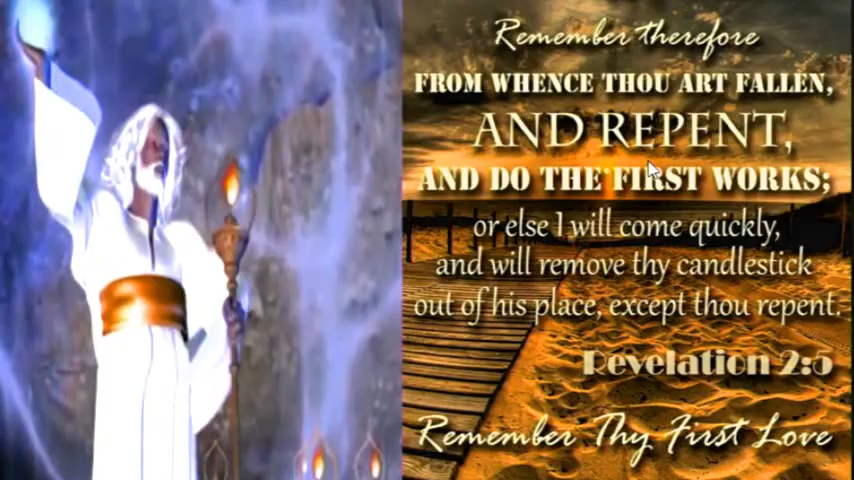 Remember therefore
FROM WHENCE THOU ART FALLEN,
AND REPENT,
AND DO THE FIRST WORKS;
or else I will come quickly,
and will remove thy candlestick
out of his place, except thou repent.
Revelation 2:5
Remember Thy First Love